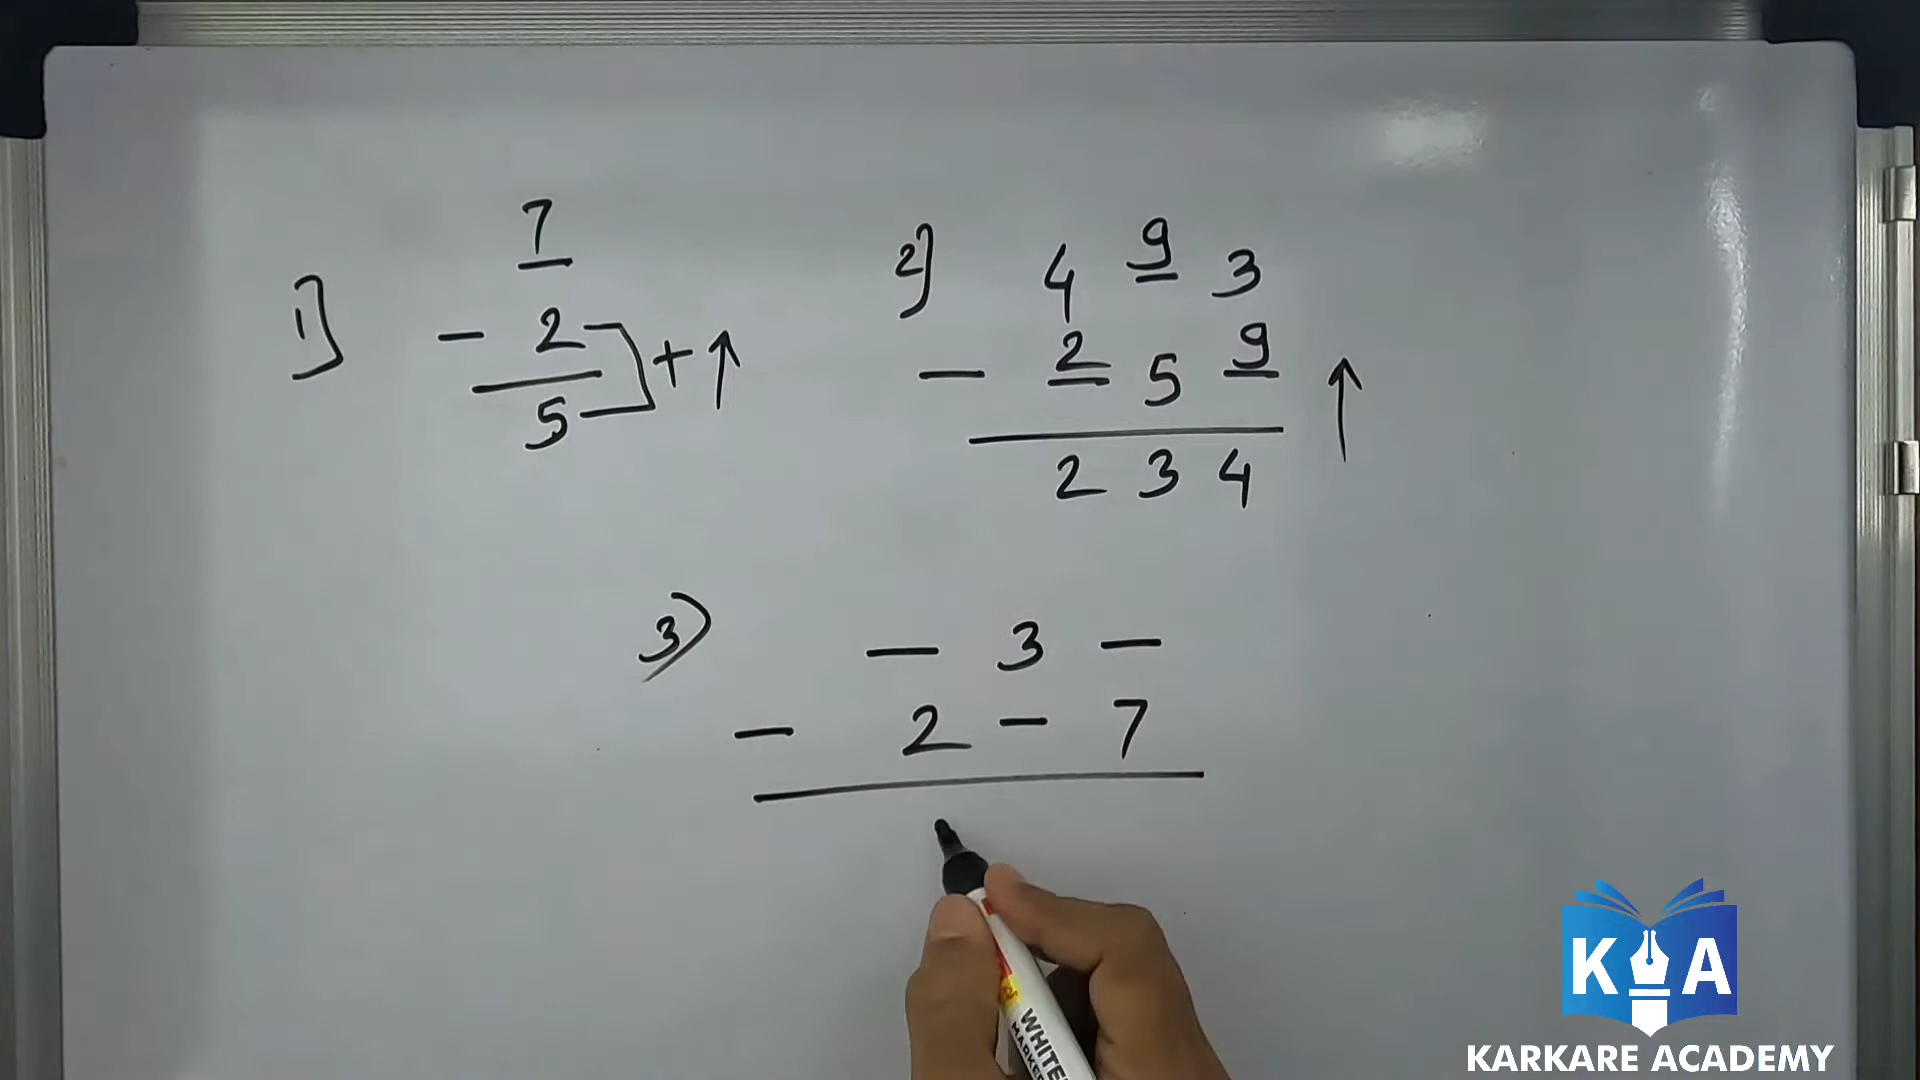 1)
7
- 2
5
+ ↑
2)
4 9 3
- 2 5 9
2 3 4
↑
3)
_ 3 _
- 2 _ 7
WHITE
MARKER
K A
KARKARE ACADEMY